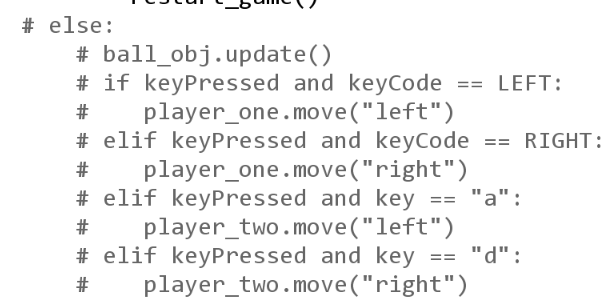 restart_game()
# else:
    # ball_obj.update()
    # if keyPressed and keyCode == LEFT:
    #    player_one.move("left")
    # elif keyPressed and keyCode == RIGHT:
    #    player_one.move("right")
    # elif keyPressed and key == "a":
    #    player_two.move("left")
    # elif keyPressed and key == "d":
    #    player_two.move("right")